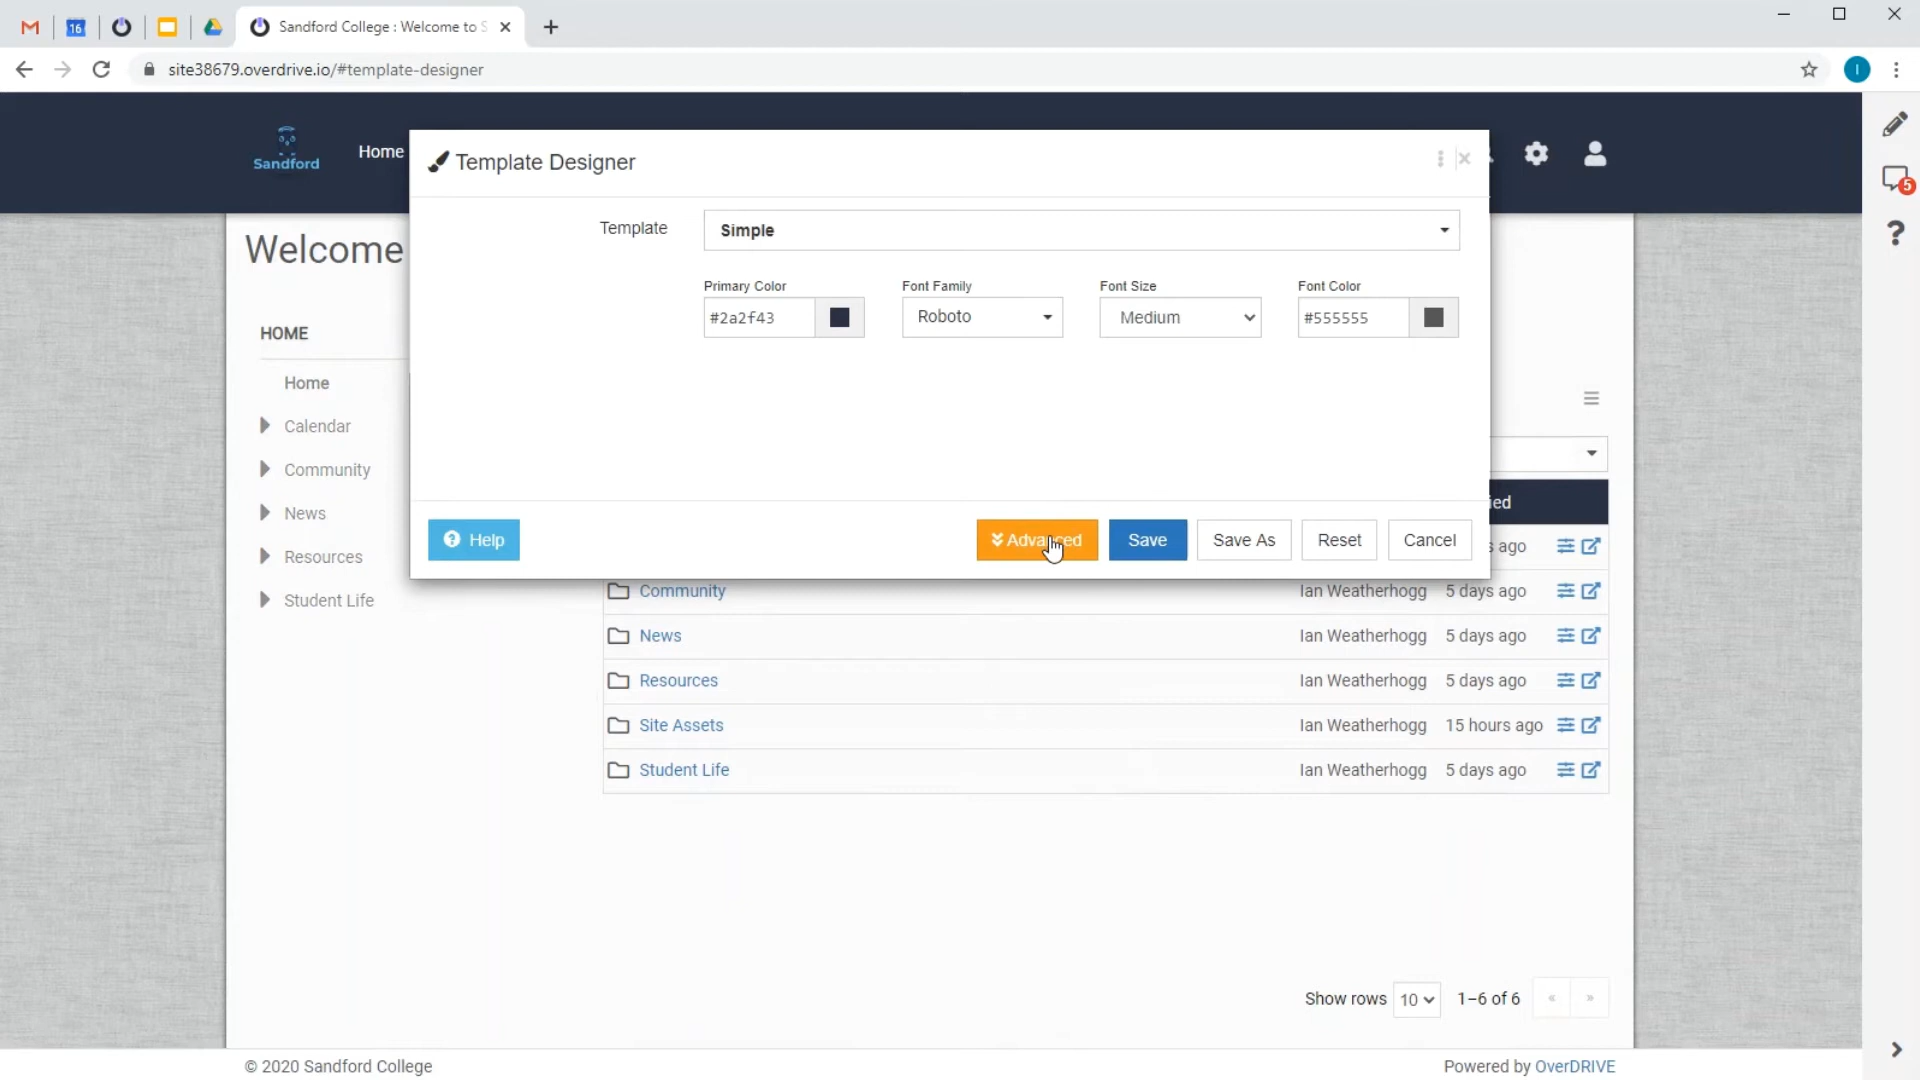 16
Sandford College : Welcome to S
site38679.overdrive.io/#template-designer
I
Sandford
Home
Template Designer
5
Template
Simple
Welcome
Primary Color
Font Family
Font Size
Font Color
#2a2f43
Roboto
Medium
#555555
HOME
Home
Calendar
Community
News
Resources
Student Life
Help
Advanced
Save
Save As
Reset
Cancel
ied
s ago
Community Ian Weatherhogg 5 days ago
News Ian Weatherhogg 5 days ago
Resources Ian Weatherhogg 5 days ago
Site Assets Ian Weatherhogg 15 hours ago
Student Life Ian Weatherhogg 5 days ago
Show rows 10 1–6 of 6 « »
© 2020 Sandford College
Powered by OverDRIVE